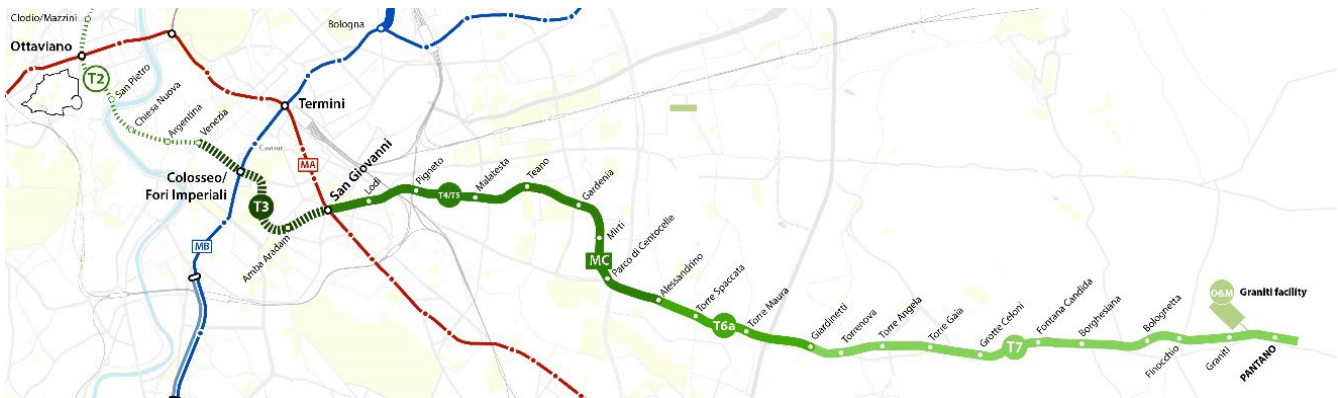 Clodio/Mazzini
Ottaviano
T2
San Pietro
Chiesa Nuova
Argentina
Venezia
Bologna
Termini
Cavour
Colosseo/
Fori Imperiali
MA
MB
T3
Amba Aradam
San Giovanni
Lodi
Pigneto
T4/T5
Malatesta
Teano
Gardenia
Mirti
MC
Parco di Centocelle
Alessandrino
Torre Spaccata
T6a
Torre Maura
Giardinetti
Torrenova
Torre Angela
Torre Gaia
Grotte Celoni
T7
Fontana Candida
Borghesiana
Bolognetta
Finocchio
Graniti
O&M
Graniti facility
PANTANO